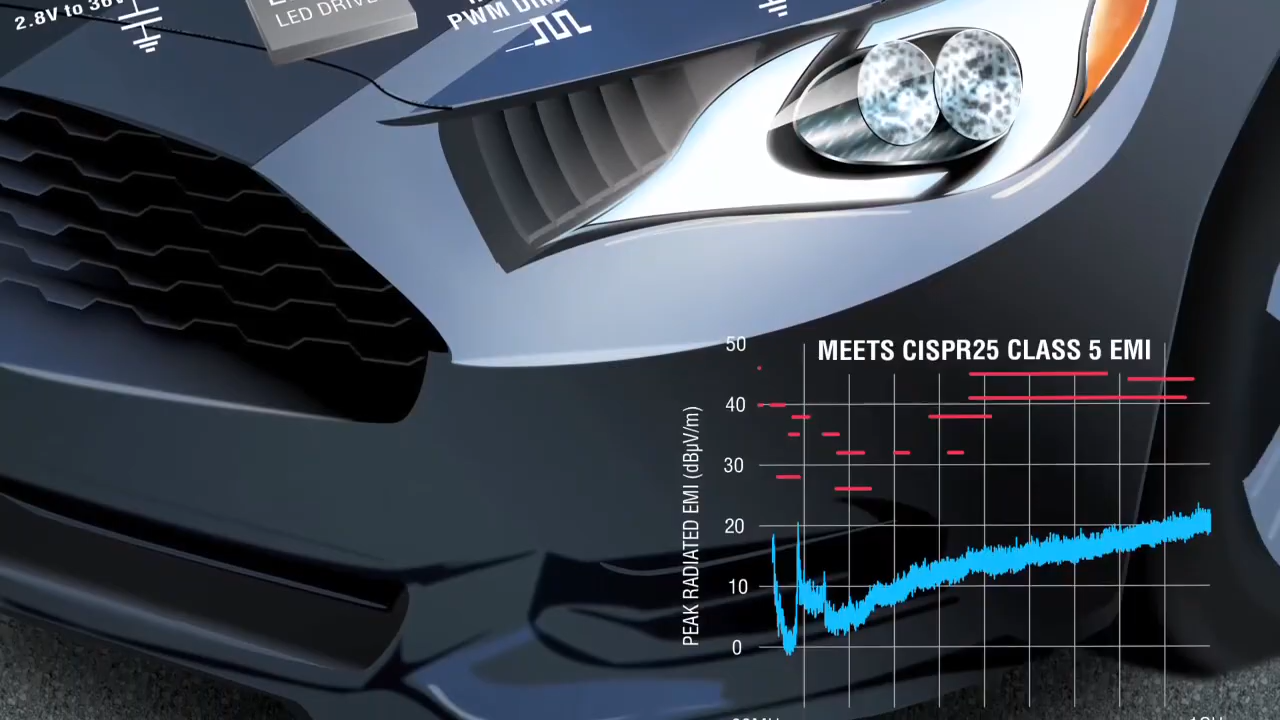 2.8V to 36V
LED DRIVER
PWM DIM
MEETS CISPR25 CLASS 5 EMI
PEAK RADIATED EMI (dBµV/m)
50
40
30
20
10
0